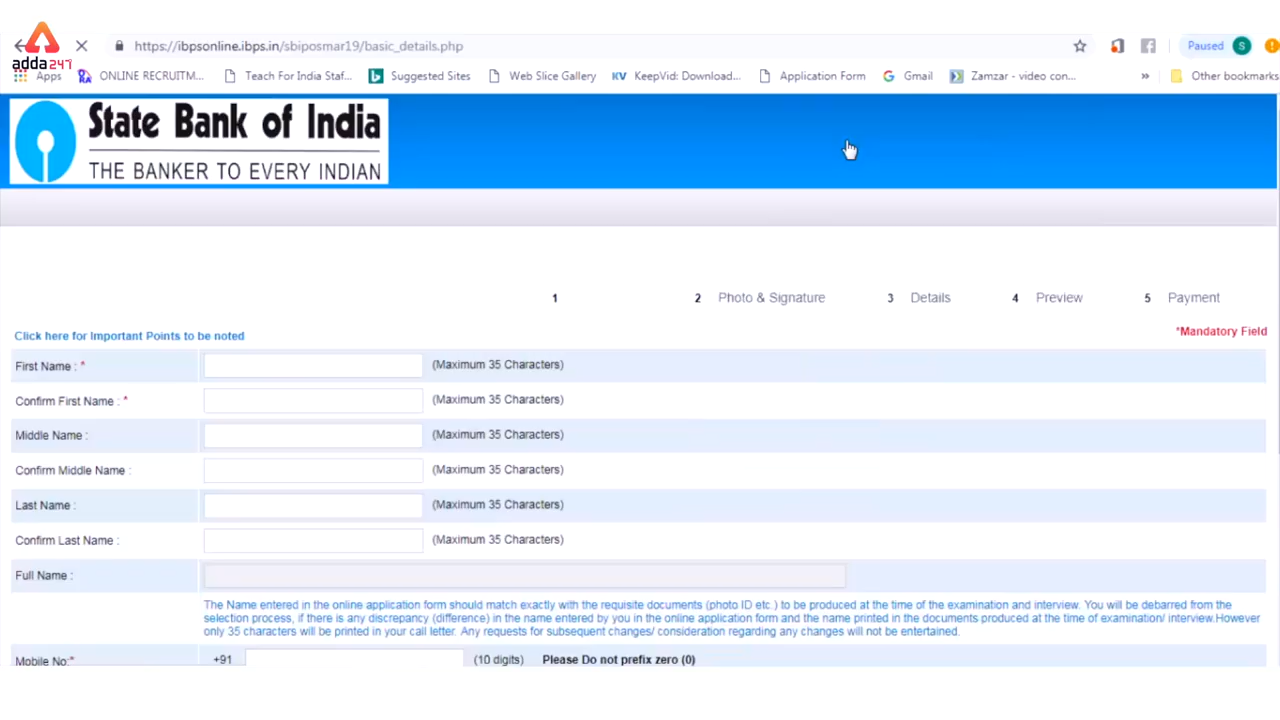 adda247
https://ibpsonline.ibps.in/sbiposmar19/basic_details.php
Paused S
Apps ONLINE RECRUITM... Teach For India Staf... Suggested Sites Web Slice Gallery KV KeepVid: Download... Application Form Gmail Zamzar - video con... » Other bookmarks
State Bank of India
THE BANKER TO EVERY INDIAN
1 2 Photo & Signature 3 Details 4 Preview 5 Payment
Click here for Important Points to be noted *Mandatory Field
First Name : * (Maximum 35 Characters)
Confirm First Name : * (Maximum 35 Characters)
Middle Name : (Maximum 35 Characters)
Confirm Middle Name : (Maximum 35 Characters)
Last Name : (Maximum 35 Characters)
Confirm Last Name : (Maximum 35 Characters)
Full Name :
The Name entered in the online application form should match exactly with the requisite documents (photo ID etc.) to be produced at the time of the examination and interview. You will be debarred from the
selection process, if there is any discrepancy (difference) in the name entered by you in the online application form and the name printed in the documents produced at the time of examination/ interview.However
only 35 characters will be printed in your call letter. Any requests for subsequent changes/ consideration regarding any changes will not be entertained.
Mobile No:* +91 (10 digits) Please Do not prefix zero (0)